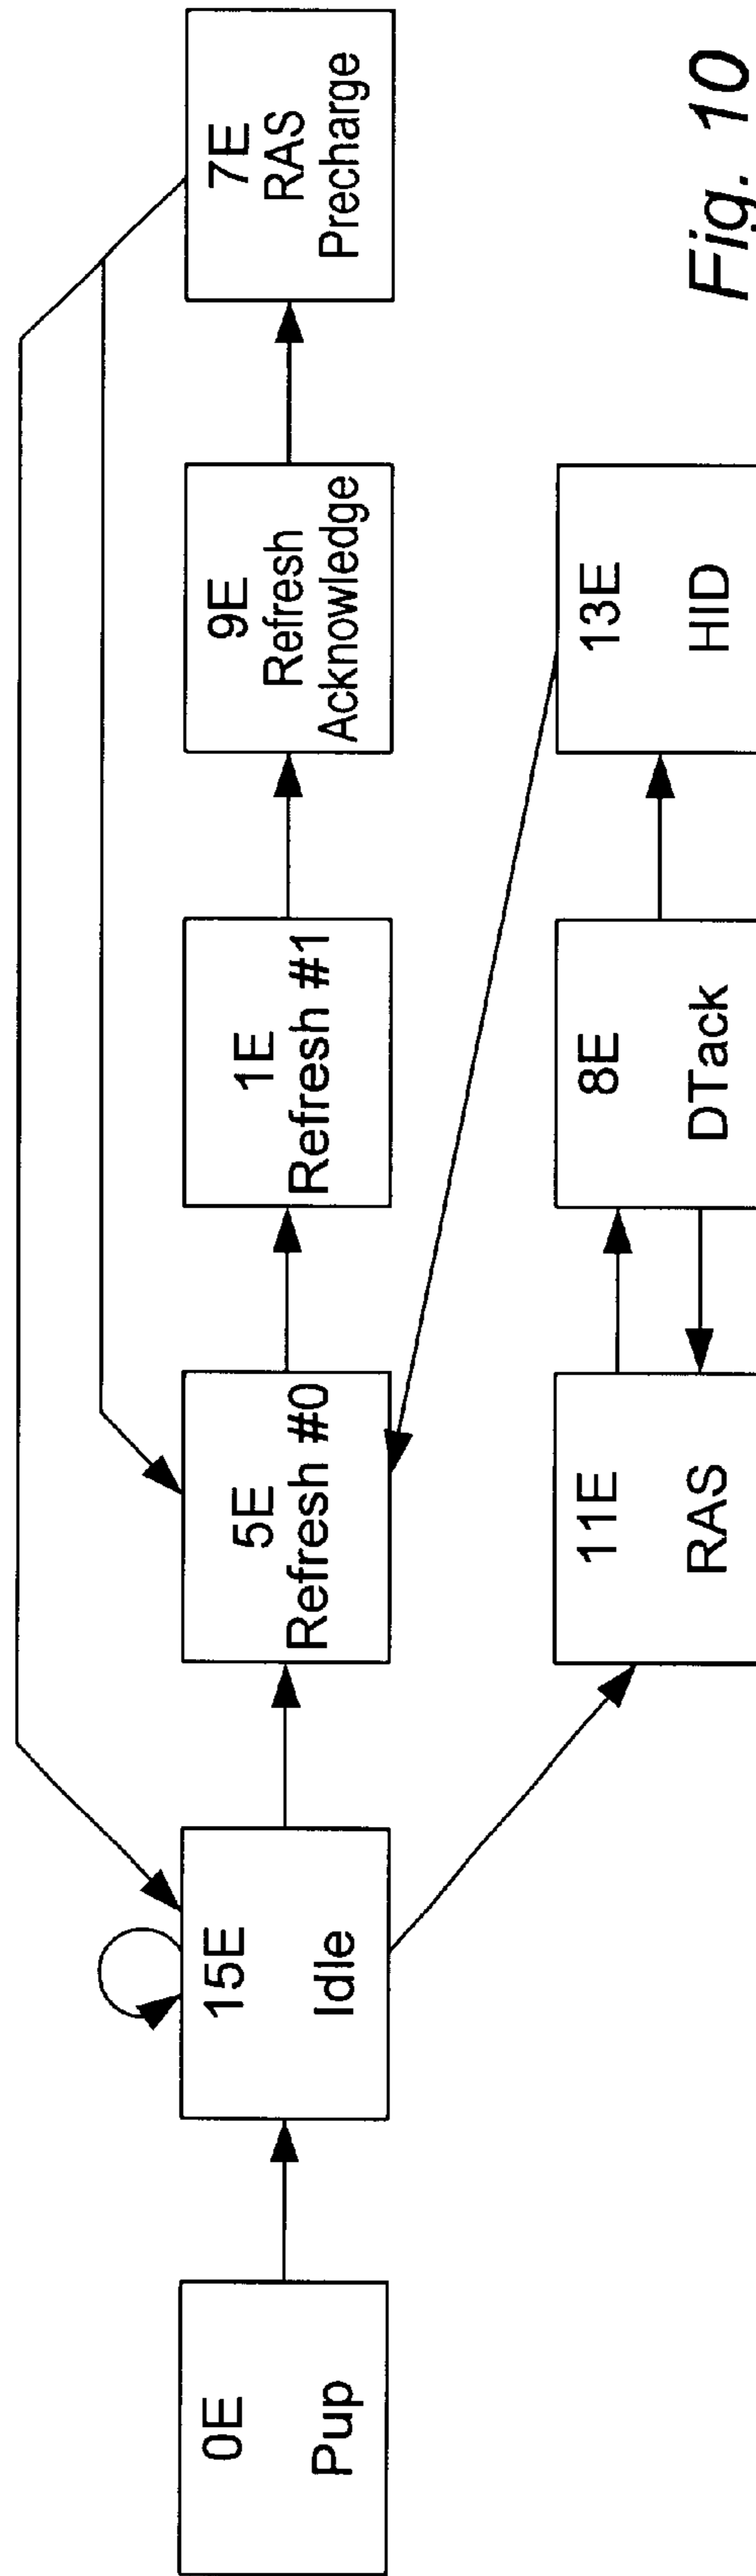 0E
Pup
15E
Idle
5E
Refresh #0
1E
Refresh #1
9E
Refresh
Acknowledge
7E
RAS
Precharge
11E
RAS
8E
DTack
13E
HID
Fig. 10